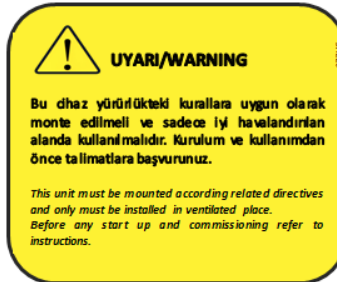 UYARI/WARNING
Bu cihaz yürürlükteki kurallara uygun olarak
monte edilmeli ve sadece iyi havalandırılan
alanda kullanılmalıdır. Kurulum ve kullanımdan
önce talimatlara başvurunuz.
This unit must be mounted according related directives
and only must be installed in ventilated place.
Before any start up and commissioning refer to
instructions.